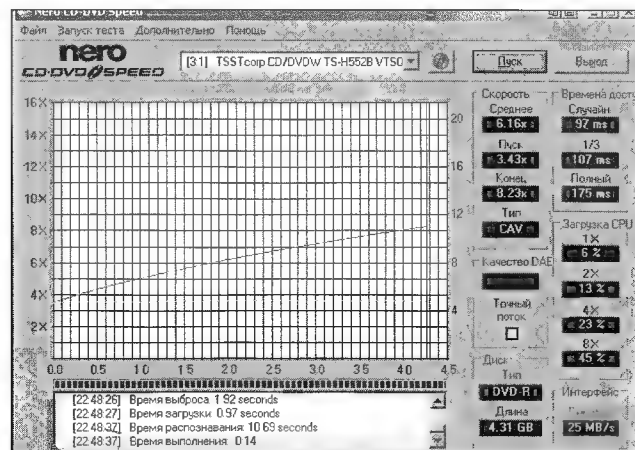 Nero CD-DVD Speed
Файл Запуск теста Дополнительно Помощь
nero
CD·DVD SPEED
[3:1] TSSTcorp CD/DVDW TS-H552B VTS0
Пуск
Выход
16X
14X
12X
10X
8X
6X
4X
2X
20
16
12
10
8
4
0.0 0.5 1.0 1.5 2.0 2.5 3.0 3.5 4.0 4.5
Скорость
Среднее
6.16x
Пуск
3.43x
Конец
8.23x
Тип
CAV
Времена дост
Случайн
97 ms
1/3
107 ms
Полный
175 ms
Загрузка CPU
1X
6 %
2X
13 %
4X
23 %
8X
45 %
Качество DAE
Точный
поток
Диск
Тип
DVD-R
Длина
4.31 GB
Интерфейс
25 MB/s
[22:48:26] Время выброса: 1.92 seconds
[22:48:27] Время загрузки: 0.97 seconds
[22:48:37] Время распознавания: 10.69 seconds
[22:48:37] Время выполнения: 0:14